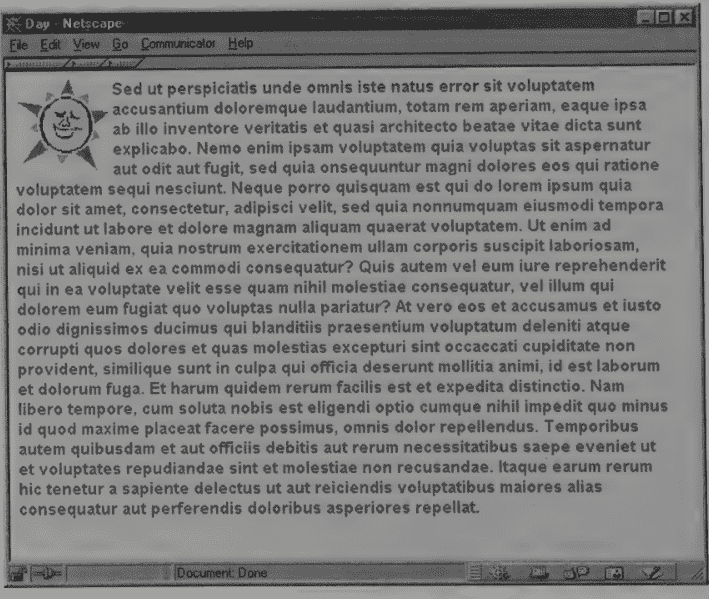 Day - Netscape
File Edit View Go Communicator Help
Sed ut perspiciatis unde omnis iste natus error sit voluptatem
accusantium doloremque laudantium, totam rem aperiam, eaque ipsa
ab illo inventore veritatis et quasi architecto beatae vitae dicta sunt
explicabo. Nemo enim ipsam voluptatem quia voluptas sit aspernatur
aut odit aut fugit, sed quia onsequuntur magni dolores eos qui ratione
voluptatem sequi nesciunt. Neque porro quisquam est qui do lorem ipsum quia
dolor sit amet, consectetur, adipisci velit, sed quia nonnumquam eiusmodi tempora
incidunt ut labore et dolore magnam aliquam quaerat voluptatem. Ut enim ad
minima veniam, quia nostrum exercitationem ullam corporis suscipit laboriosam,
nisi ut aliquid ex ea commodi consequatur? Quis autem vel eum iure reprehenderit
qui in ea voluptate velit esse quam nihil molestiae consequatur, vel illum qui
dolorem eum fugiat quo voluptas nulla pariatur? At vero eos et accusamus et iusto
odio dignissimos ducimus qui blanditiis praesentium voluptatum deleniti atque
corrupti quos dolores et quas molestias excepturi sint occaccati cupiditate non
provident, similique sunt in culpa qui officia deserunt mollitia animi, id est laborum
et dolorum fuga. Et harum quidem rerum facilis est et expedita distinctio. Nam
libero tempore, cum soluta nobis est eligendi optio cumque nihil impedit quo minus
id quod maxime placeat facere possimus, omnis dolor repellendus. Temporibus
autem quibusdam et aut officiis debitis aut rerum necessitatibus saepe eveniet ut
et voluptates repudiandae sint et molestiae non recusandae. Itaque earum rerum
hic tenetur a sapiente delectus ut aut reiciendis voluptatibus maiores alias
consequatur aut perferendis doloribus asperiores repellat.
Document: Done